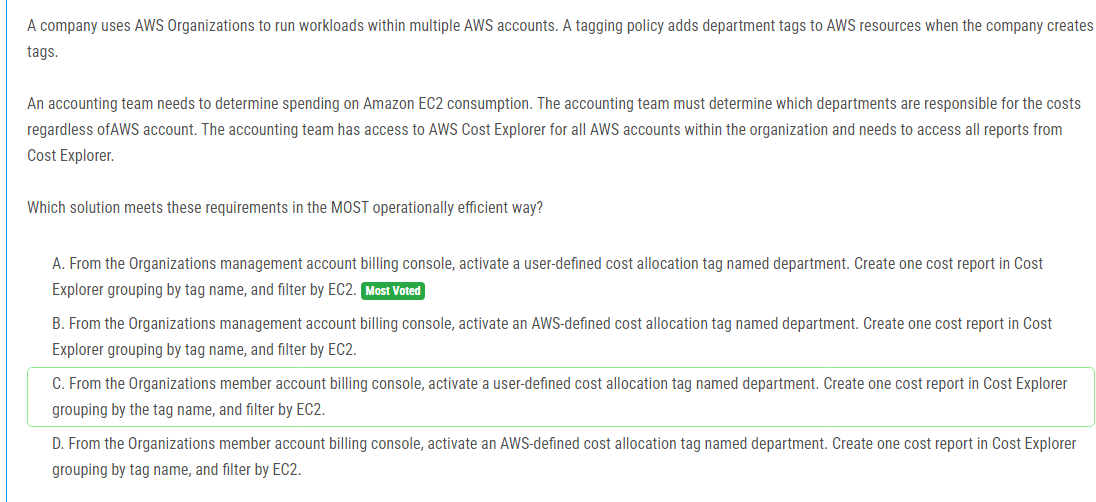 A company uses AWS Organizations to run workloads within multiple AWS accounts. A tagging policy adds department tags to AWS resources when the company creates
tags.
An accounting team needs to determine spending on Amazon EC2 consumption. The accounting team must determine which departments are responsible for the costs
regardless ofAWS account. The accounting team has access to AWS Cost Explorer for all AWS accounts within the organization and needs to access all reports from
Cost Explorer.
Which solution meets these requirements in the MOST operationally efficient way?
A. From the Organizations management account billing console, activate a user-defined cost allocation tag named department. Create one cost report in Cost
Explorer grouping by tag name, and filter by EC2. Most Voted
B. From the Organizations management account billing console, activate an AWS-defined cost allocation tag named department. Create one cost report in Cost
Explorer grouping by tag name, and filter by EC2.
C. From the Organizations member account billing console, activate a user-defined cost allocation tag named department. Create one cost report in Cost Explorer
grouping by the tag name, and filter by EC2.
D. From the Organizations member account billing console, activate an AWS-defined cost allocation tag named department. Create one cost report in Cost Explorer
grouping by tag name, and filter by EC2.